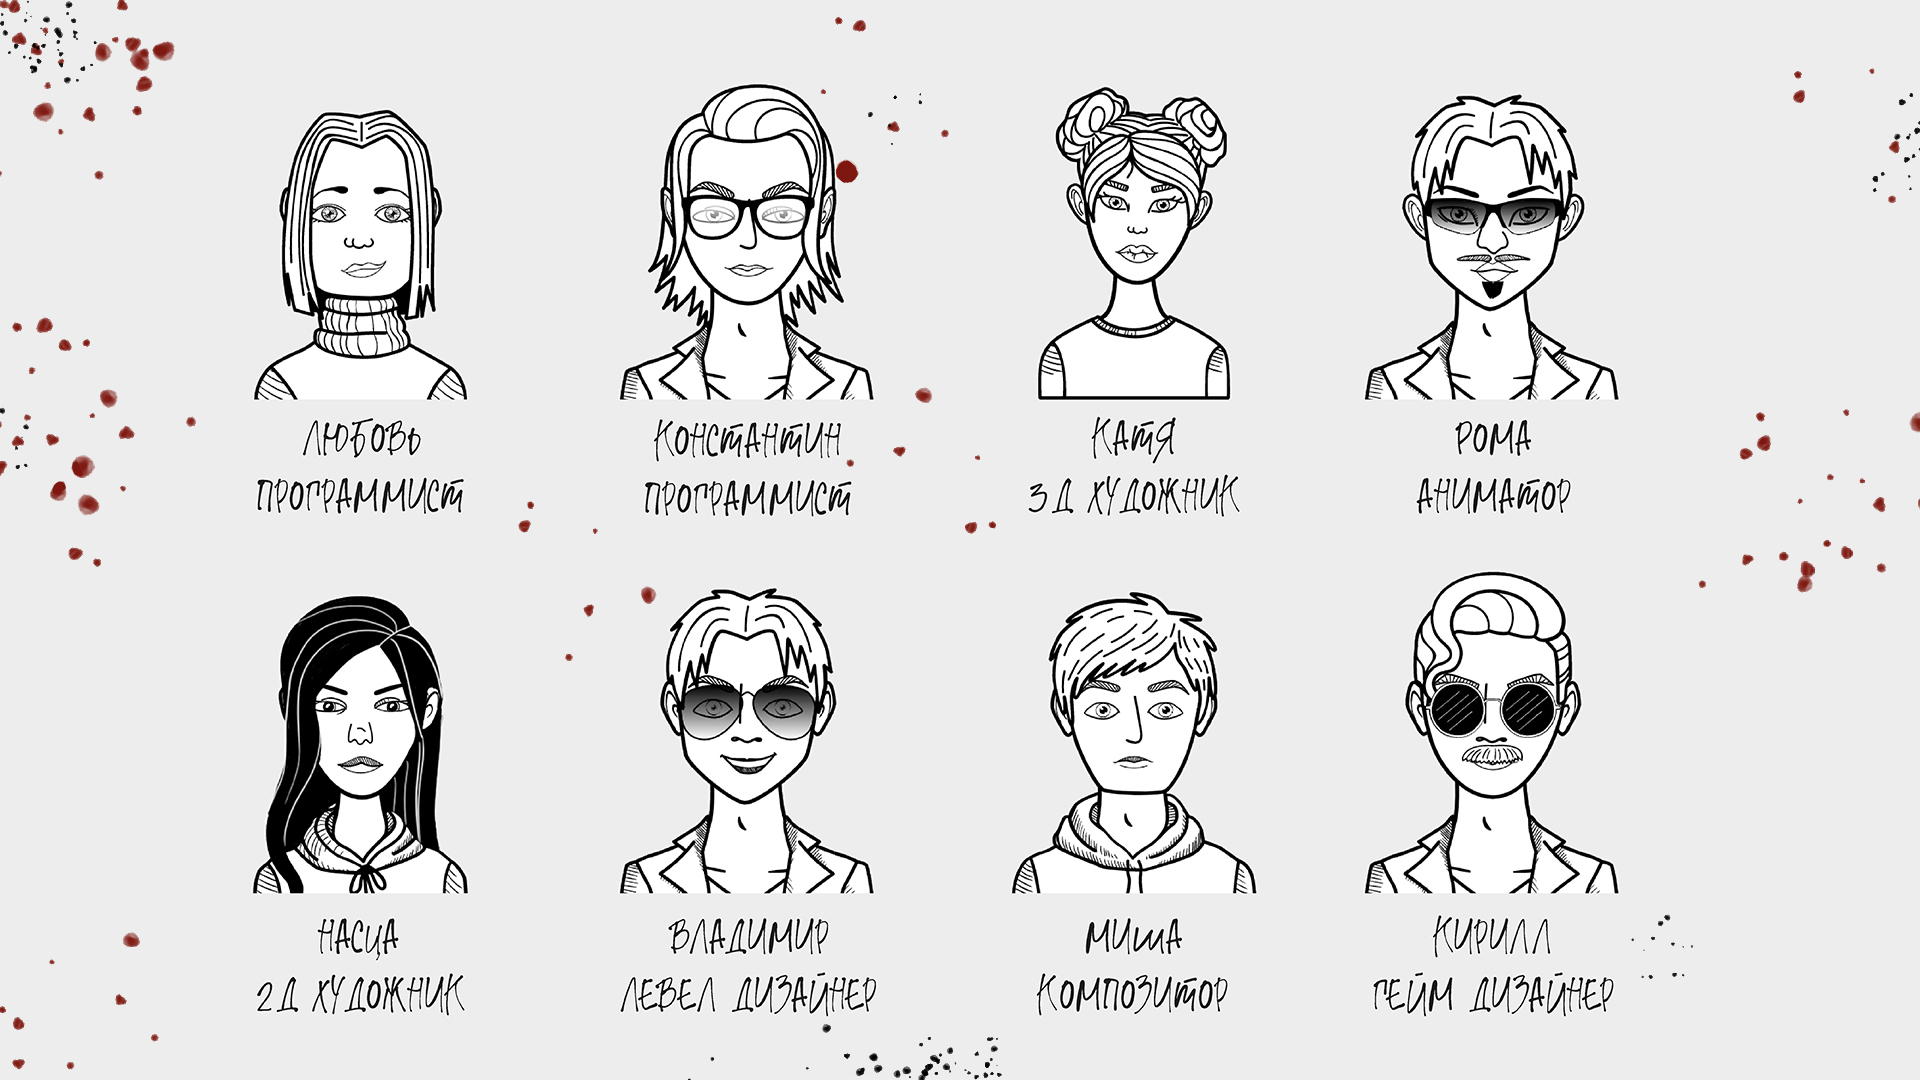 ЛЮБОВЬ
ПРОГРАММИСТ
КОНСТАНТИН
ПРОГРАММИСТ
КАТЯ
3Д ХУДОЖНИК
РОМА
АНИМАТОР
НАСЦА
2Д ХУДОЖНИК
ВЛАДИМИР
ЛЕВЕЛ ДИЗАЙНЕР
МИША
КОМПОЗИТОР
КИРИЛЛ
ГЕЙМ ДИЗАЙНЕР